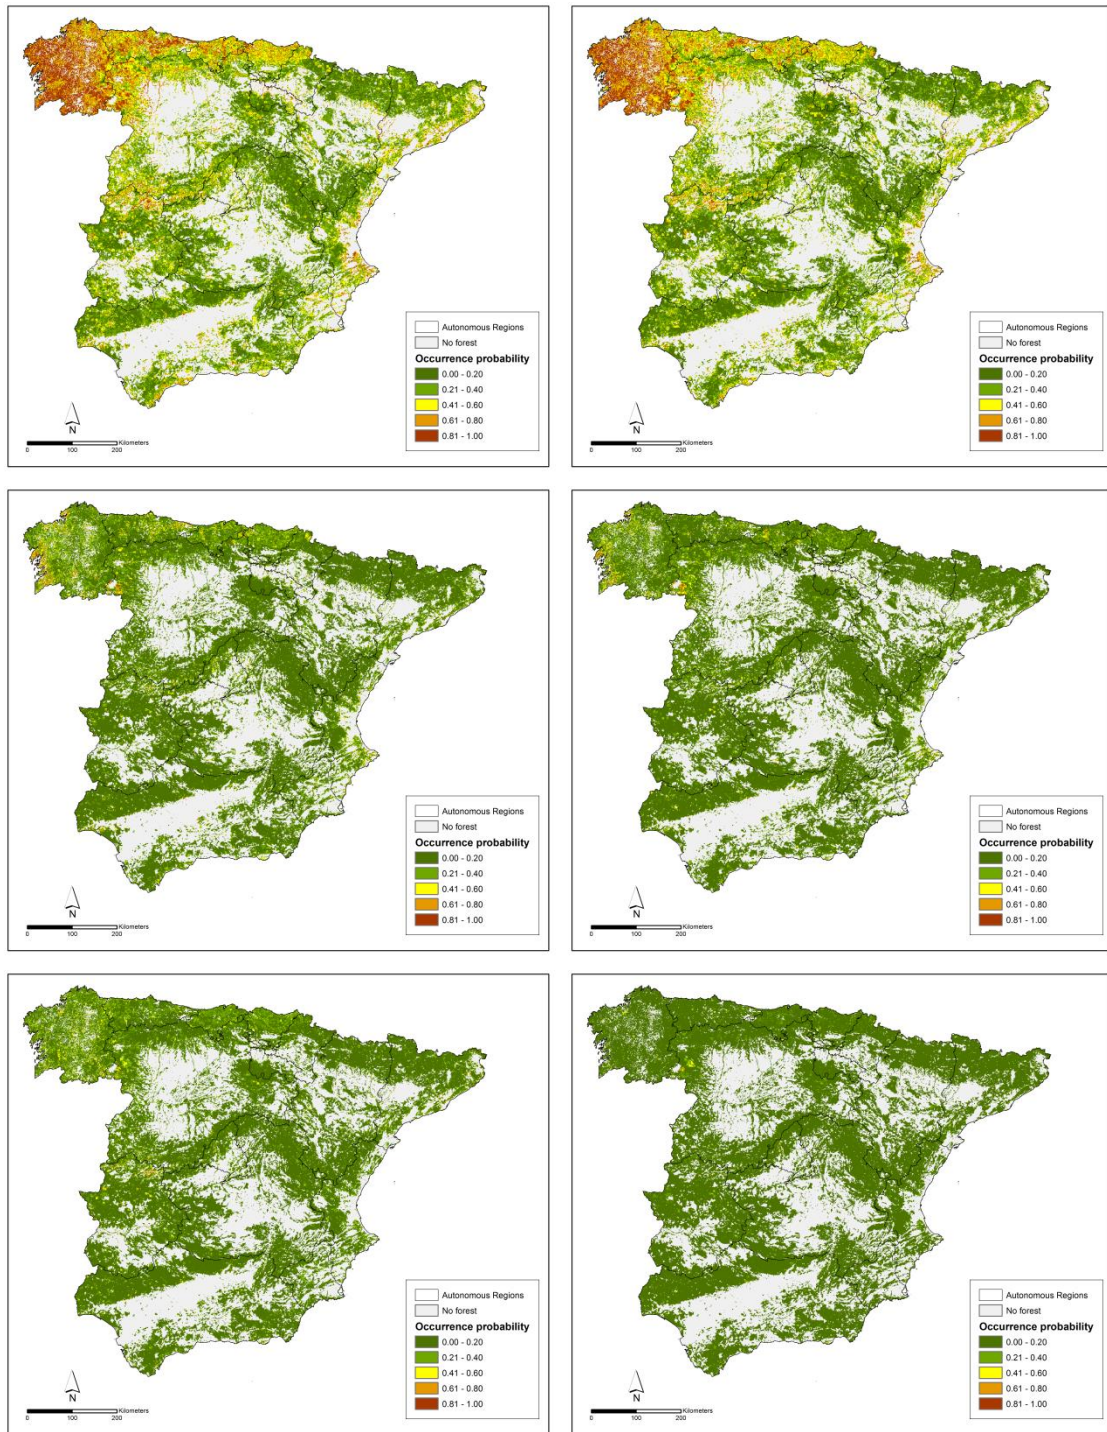 Autonomous Regions
No forest
Occurrence probability
0.00 - 0.20
0.21 - 0.40
0.41 - 0.60
0.61 - 0.80
0.81 - 1.00
N
Kilometers
0 100 200
Autonomous Regions
No forest
Occurrence probability
0.00 - 0.20
0.21 - 0.40
0.41 - 0.60
0.61 - 0.80
0.81 - 1.00
N
Kilometers
0 100 200
Autonomous Regions
No forest
Occurrence probability
0.00 - 0.20
0.21 - 0.40
0.41 - 0.60
0.61 - 0.80
0.81 - 1.00
N
Kilometers
0 100 200
Autonomous Regions
No forest
Occurrence probability
0.00 - 0.20
0.21 - 0.40
0.41 - 0.60
0.61 - 0.80
0.81 - 1.00
N
Kilometers
0 100 200
Autonomous Regions
No forest
Occurrence probability
0.00 - 0.20
0.21 - 0.40
0.41 - 0.60
0.61 - 0.80
0.81 - 1.00
N
Kilometers
0 100 200
Autonomous Regions
No forest
Occurrence probability
0.00 - 0.20
0.21 - 0.40
0.41 - 0.60
0.61 - 0.80
0.81 - 1.00
N
Kilometers
0 100 200